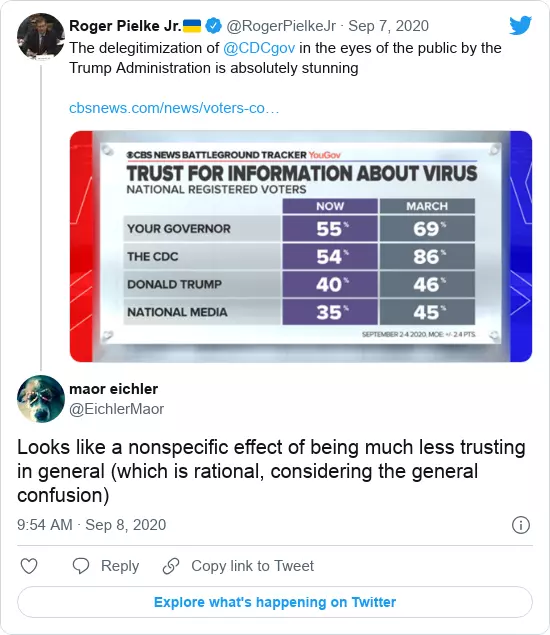 Roger Pielke Jr. @RogerPielkeJr · Sep 7, 2020
The delegitimization of @CDCgov in the eyes of the public by the
Trump Administration is absolutely stunning
cbsnews.com/news/voters-co…
CBS NEWS BATTLEGROUND TRACKER YouGov
TRUST FOR INFORMATION ABOUT VIRUS
NATIONAL REGISTERED VOTERS
NOW MARCH
YOUR GOVERNOR 55% 69%
THE CDC 54% 86%
DONALD TRUMP 40% 46%
NATIONAL MEDIA 35% 45%
SEPTEMBER 2-4 2020. MOE: +/- 2.4 PTS.
maor eichler
@EichlerMaor
Looks like a nonspecific effect of being much less trusting
in general (which is rational, considering the general
confusion)
9:54 AM · Sep 8, 2020
Reply Copy link to Tweet
Explore what's happening on Twitter